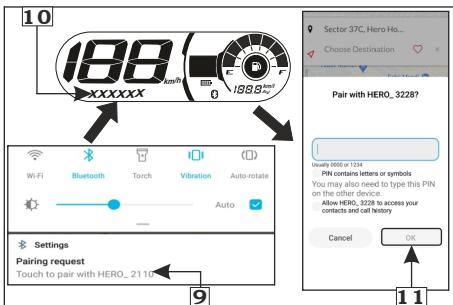 10
188
km/h
XXXXXX
E
F
188.8
Wi-Fi
Bluetooth
Torch
Vibration
Auto-rotate
Auto
Settings
Pairing request
Touch to pair with HERO_ 2110
9
Sector 37C, Hero Ho...
Choose Destination
×
Pair with HERO_ 3228?
Usually 0000 or 1234
PIN contains letters or symbols
You may also need to type this PIN
on the other device.
Allow HERO_ 3228 to access your
contacts and call history
Cancel
OK
11